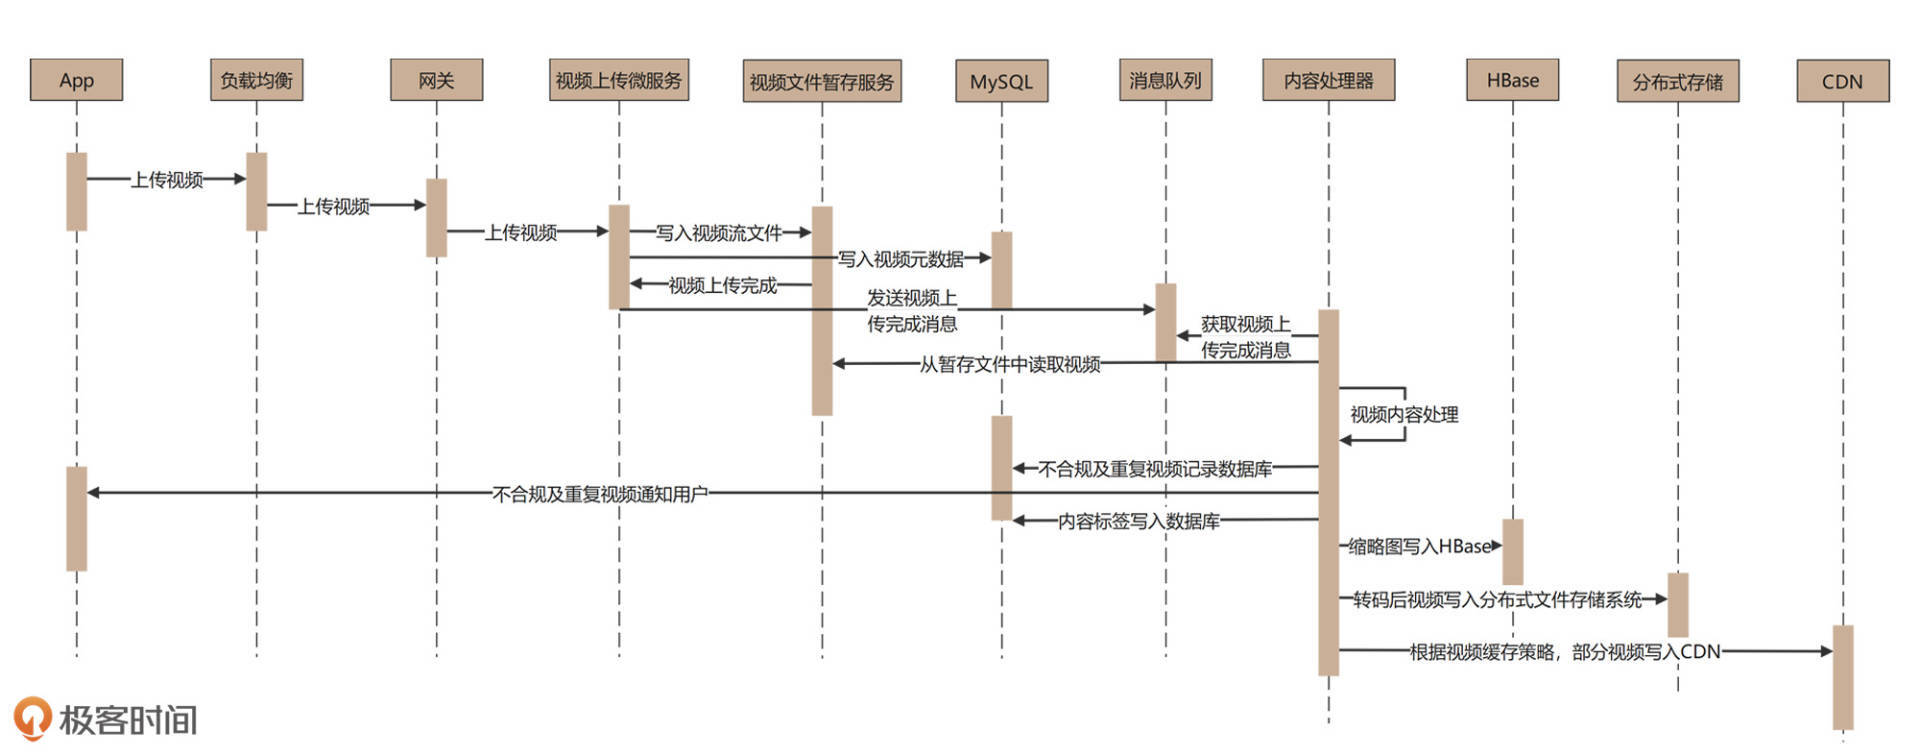 App
负载均衡
网关
视频上传微服务
视频文件暂存服务
MySQL
消息队列
内容处理器
HBase
分布式存储
CDN
上传视频
上传视频
上传视频
写入视频流文件
写入视频元数据
视频上传完成
发送视频上
传完成消息
获取视频上
传完成消息
从暂存文件中读取视频
视频内容处理
不合规及重复视频记录数据库
不合规及重复视频通知用户
内容标签写入数据库
缩略图写入HBase
转码后视频写入分布式文件存储系统
根据视频缓存策略，部分视频写入CDN
极客时间